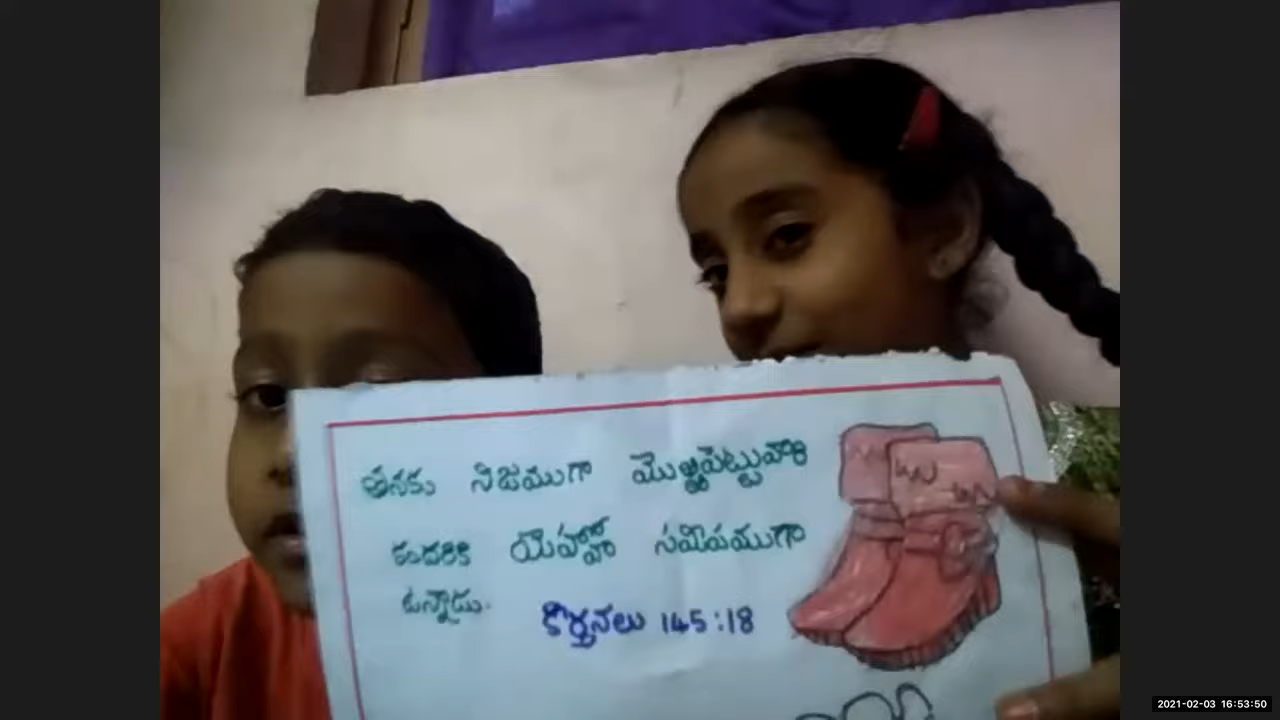 తనకు నిజముగా మొఱ్ఱపెట్టువారి
కందరికి యెహోవా సమీపముగా
ఉన్నాడు.
కీర్తనలు 145:18
2021-02-03 16:53:50